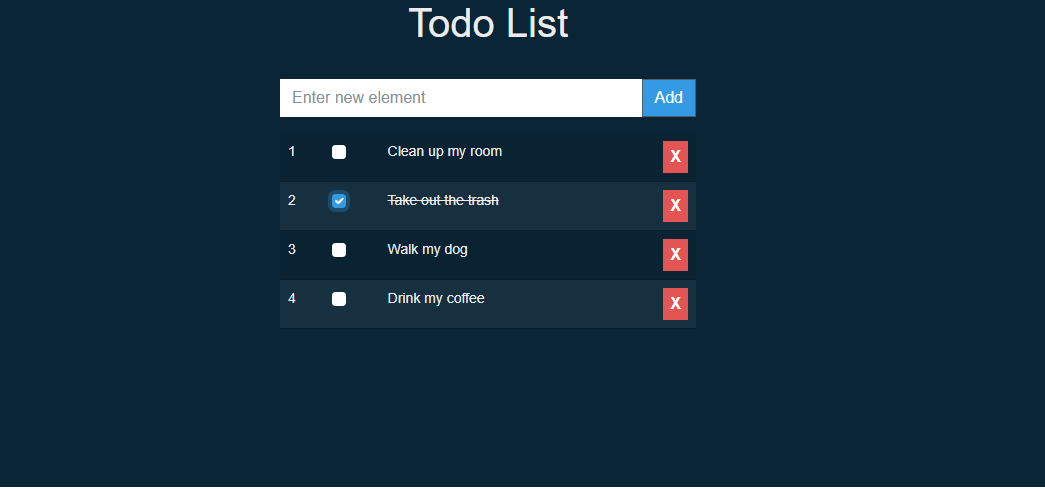 Todo List
Enter new element Add
1 Clean up my room X
2 Take out the trash X
3 Walk my dog X
4 Drink my coffee X